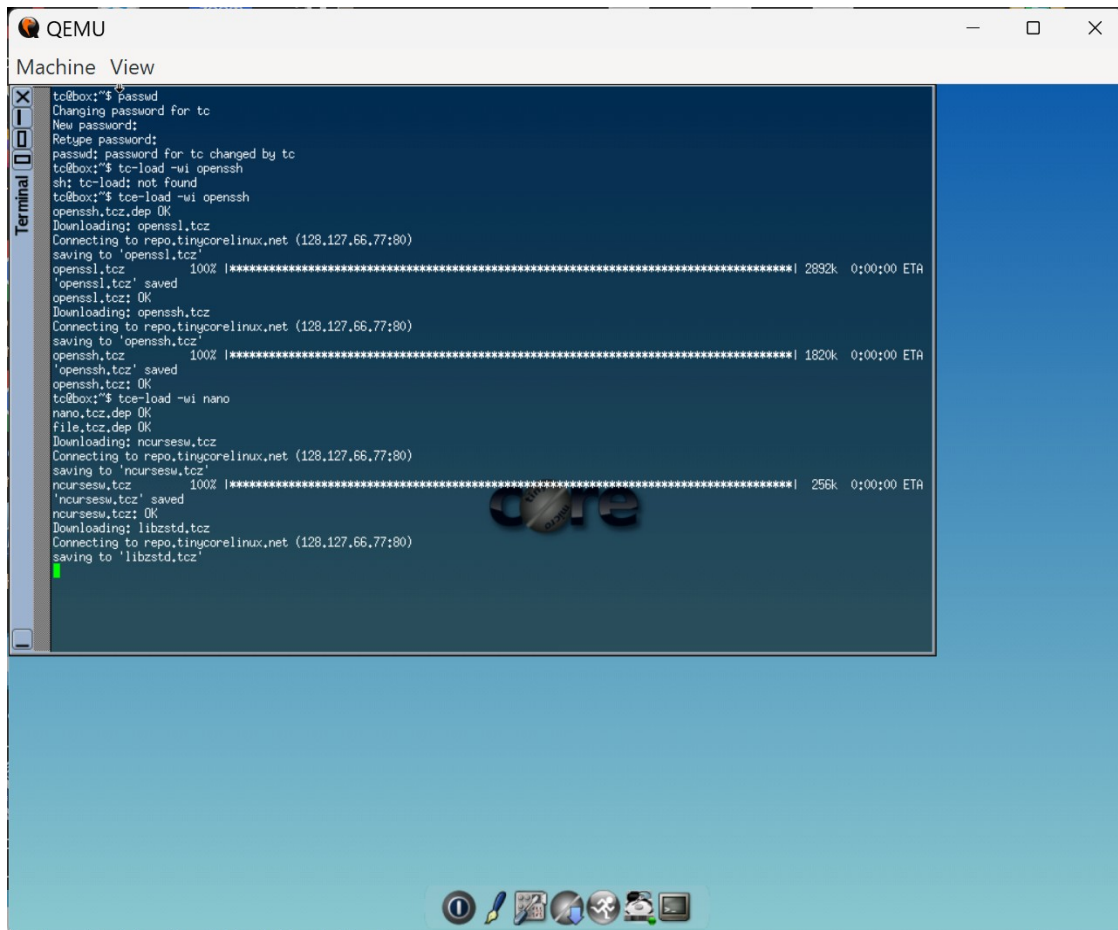 QEMU
Machine View
Terminal
tc@box:~$ passwd
Changing password for tc
New password:
Retype password:
passwd: password for tc changed by tc
tc@box:~$ tc-load -wi openssh
sh: tc-load: not found
tc@box:~$ tce-load -wi openssh
openssh.tcz.dep OK
Downloading: openssl.tcz
Connecting to repo.tinycorelinux.net (128.127.66.77:80)
saving to 'openssl.tcz'
openssl.tcz 100% |********************************************************************************| 2892k 0:00:00 ETA
'openssl.tcz' saved
openssl.tcz: OK
Downloading: openssh.tcz
Connecting to repo.tinycorelinux.net (128.127.66.77:80)
saving to 'openssh.tcz'
openssh.tcz 100% |********************************************************************************| 1820k 0:00:00 ETA
'openssh.tcz' saved
openssh.tcz: OK
tc@box:~$ tce-load -wi nano
nano.tcz.dep OK
file.tcz.dep OK
Downloading: ncursesw.tcz
Connecting to repo.tinycorelinux.net (128.127.66.77:80)
saving to 'ncursesw.tcz'
ncursesw.tcz 100% |********************************************************************************| 256k 0:00:00 ETA
'ncursesw.tcz' saved
ncursesw.tcz: OK
Downloading: libzstd.tcz
Connecting to repo.tinycorelinux.net (128.127.66.77:80)
saving to 'libzstd.tcz'
core
micro